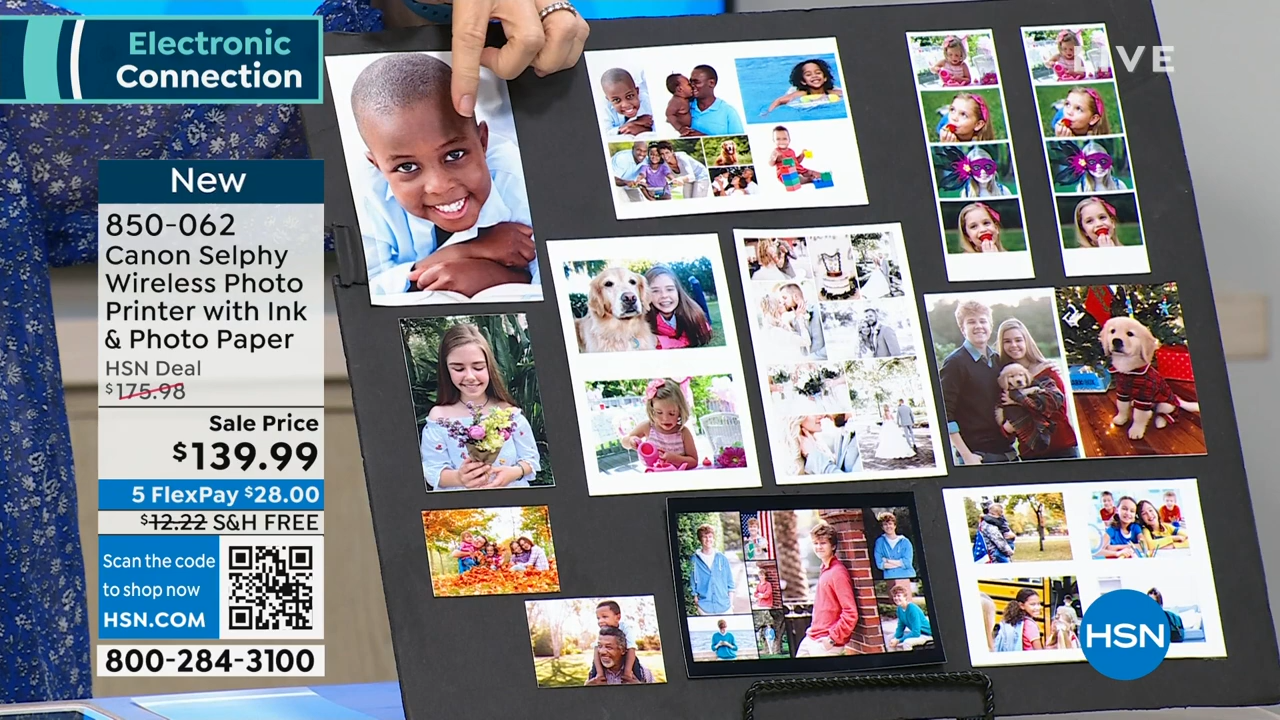 Electronic
Connection
LIVE
New
850-062
Canon Selphy
Wireless Photo
Printer with Ink
& Photo Paper
HSN Deal
$175.98
Sale Price
$139.99
5 FlexPay $28.00
$12.22 S&H FREE
Scan the code
to shop now
HSN.COM
800-284-3100
HSN